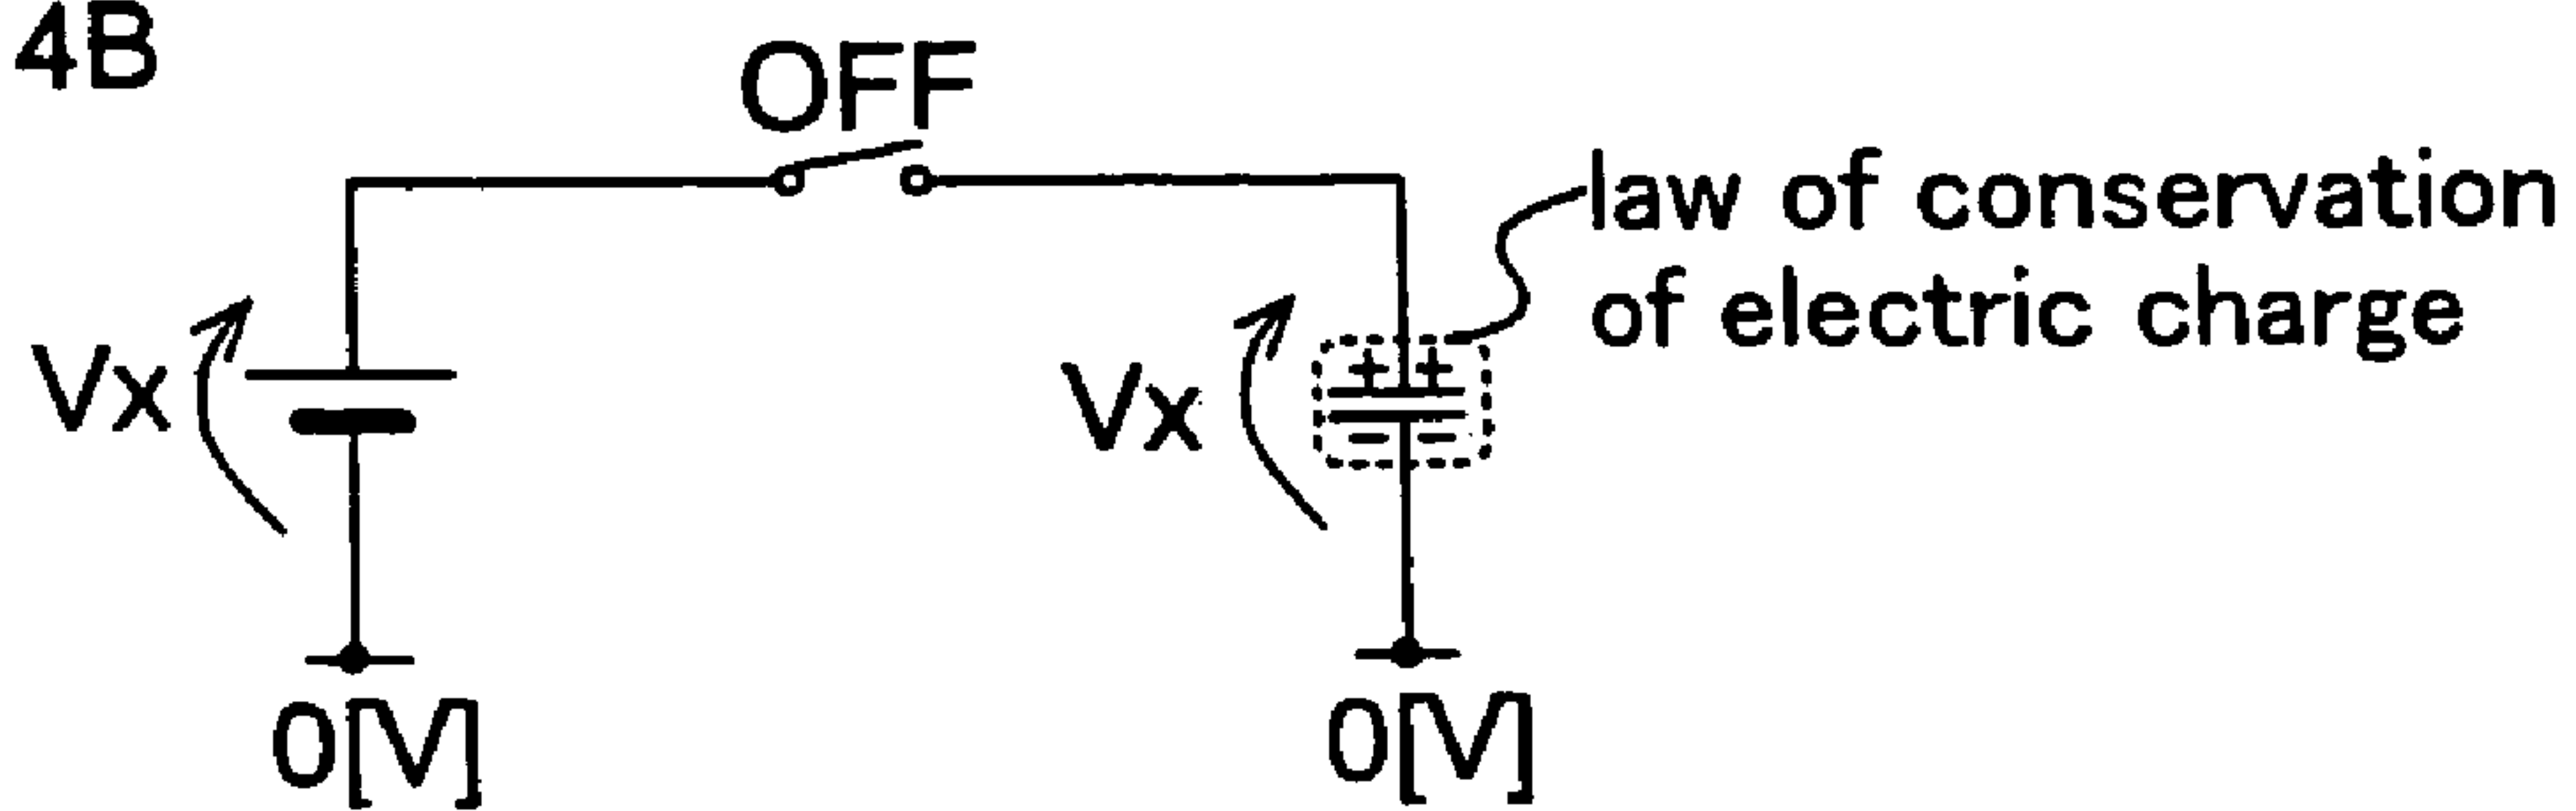 4B
OFF
law of conservation
of electric charge
Vx
Vx
++
--
0[V]
0[V]